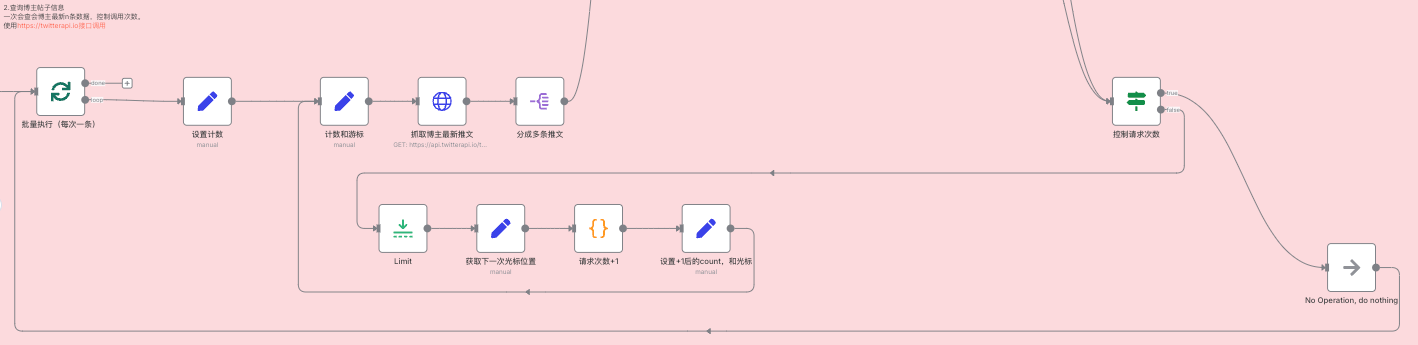 2.查询博主帖子信息
一次会查会博主最新n条数据，控制调用次数。
使用https://twitterapi.io接口调用
done
loop
true
false
批量执行（每次一条）
设置计数
manual
计数和游标
manual
抓取博主最新推文
GET: https://api.twitterapi.io/t...
分成多条推文
控制请求次数
Limit
获取下一次光标位置
manual
请求次数+1
设置+1后的count，和光标
manual
No Operation, do nothing